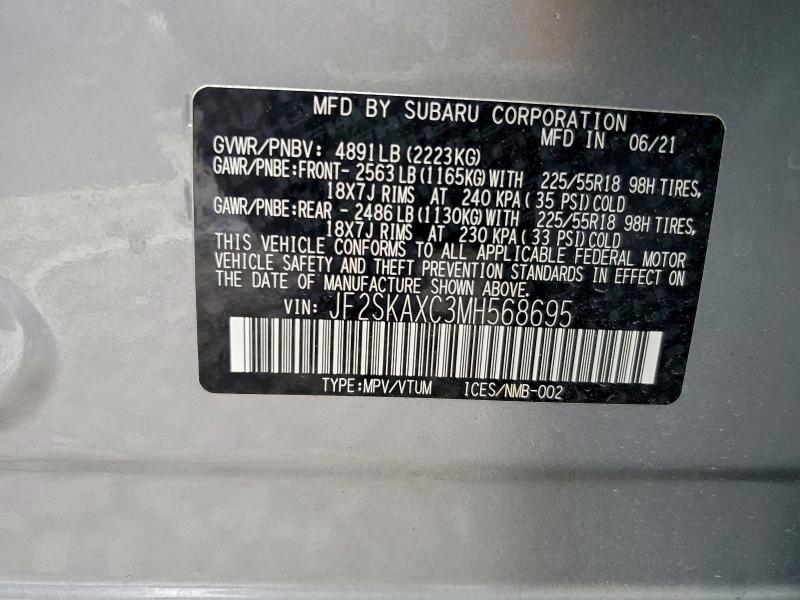 MFD BY SUBARU CORPORATION
MFD IN 06/21
GVWR/PNBV: 4891LB(2223KG)
GAWR/PNBE:FRONT-2563LB(1165KG)WITH 225/55R18 98H TIRES,
18X7J RIMS AT 240 KPA(35 PSI)COLD
GAWR/PNBE:REAR -2486LB(1130KG)WITH 225/55R18 98H TIRES,
18X7J RIMS AT 230 KPA(33 PSI)COLD
THIS VEHICLE CONFORMS TO ALL APPLICABLE FEDERAL MOTOR
VEHICLE SAFETY AND THEFT PREVENTION STANDARDS IN EFFECT ON
THE DATE OF MANUFACTURE SHOWN ABOVE.
VIN: JF2SKAXC3MH568695
TYPE:MPV/VTUM ICES/NMB-002